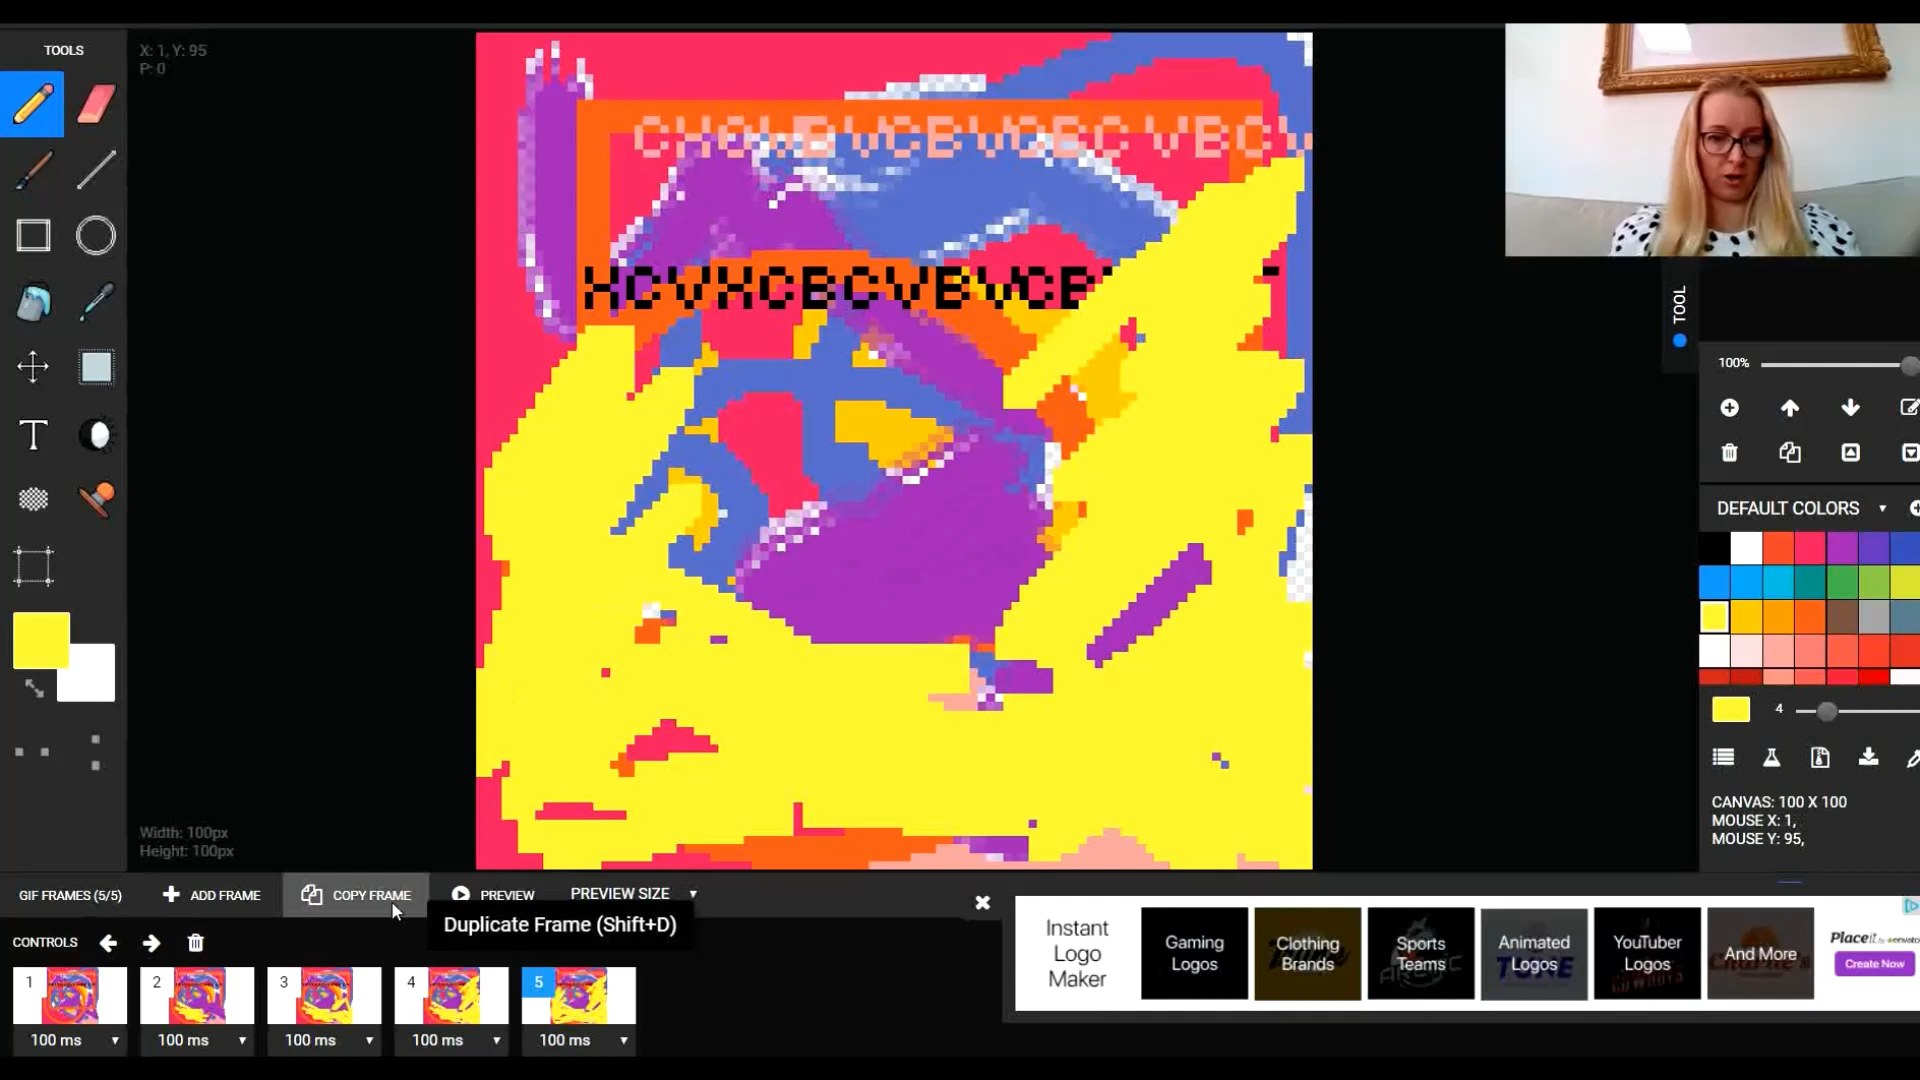 TOOLS
X: 1, Y: 95
P: 0
XCVXCBCVBVCB
TOOL
100%
DEFAULT COLORS
4
CANVAS: 100 X 100
MOUSE X: 1,
MOUSE Y: 95,
Width: 100px
Height: 100px
GIF FRAMES (5/5)
ADD FRAME
COPY FRAME
PREVIEW
PREVIEW SIZE
Duplicate Frame (Shift+D)
CONTROLS
1
2
3
4
5
100 ms
100 ms
100 ms
100 ms
100 ms
Instant
Logo
Maker
Gaming
Logos
Clothing
Brands
Sports
Teams
Animated
Logos
YouTuber
Logos
And More
Placeit
Create Now